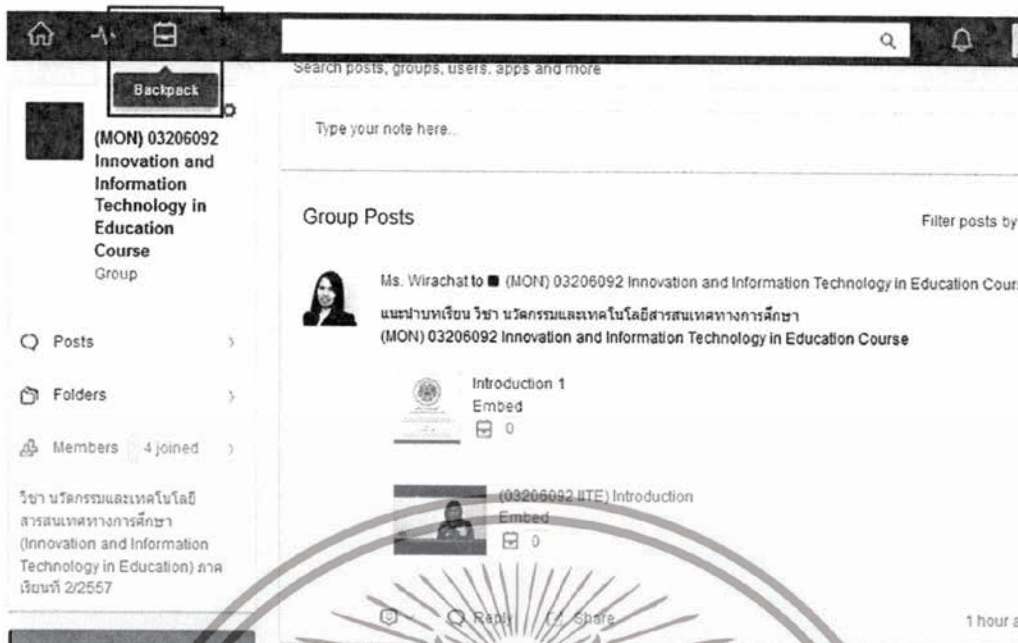 Backpack
Search posts, groups, users, apps and more
(MON) 03206092
Innovation and
Information
Technology in
Education
Course
Group
Posts
Folders
Members 4 joined
วิชา นวัตกรรมและเทคโนโลยี
สารสนเทศทางการศึกษา
(Innovation and Information
Technology in Education) ภาค
เรียนที่ 2/2557
Type your note here...
Group Posts
Filter posts by
Ms. Wirachat to (MON) 03206092 Innovation and Information Technology in Education Cour
แนะนำบทเรียน วิชา นวัตกรรมและเทคโนโลยีสารสนเทศทางการศึกษา
(MON) 03206092 Innovation and Information Technology in Education Course
Introduction 1
Embed
0
(03206092 IITE) Introduction
Embed
0
Reply
Share
1 hour a